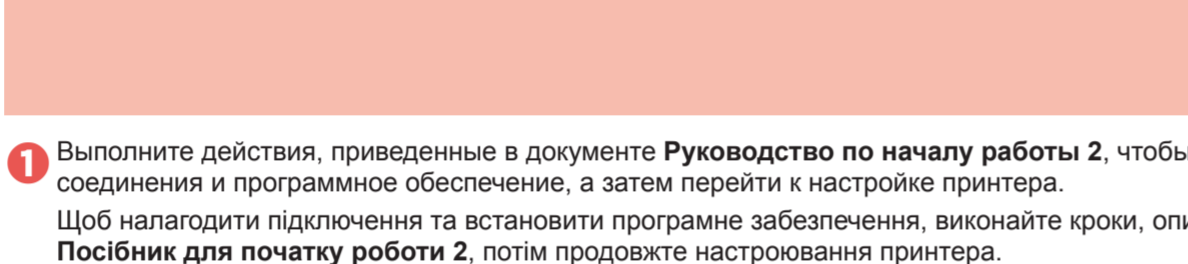 1 Выполните действия, приведенные в документе Руководство по началу работы 2, чтобы
соединения и программное обеспечение, а затем перейти к настройке принтера.
Щоб налагодити підключення та встановити програмне забезпечення, виконайте кроки,
Посібник для початку роботи 2, потім продовжте настроювання принтера.